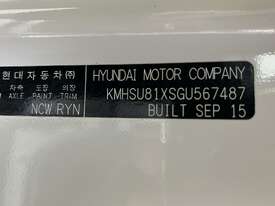 현대자동차㈜ HYUNDAI MOTOR COMPANY
차축 도장 의장 KMHSU81XSGU567487
AXLE PAINT-TRIM
NCW RYN BUILT SEP 15